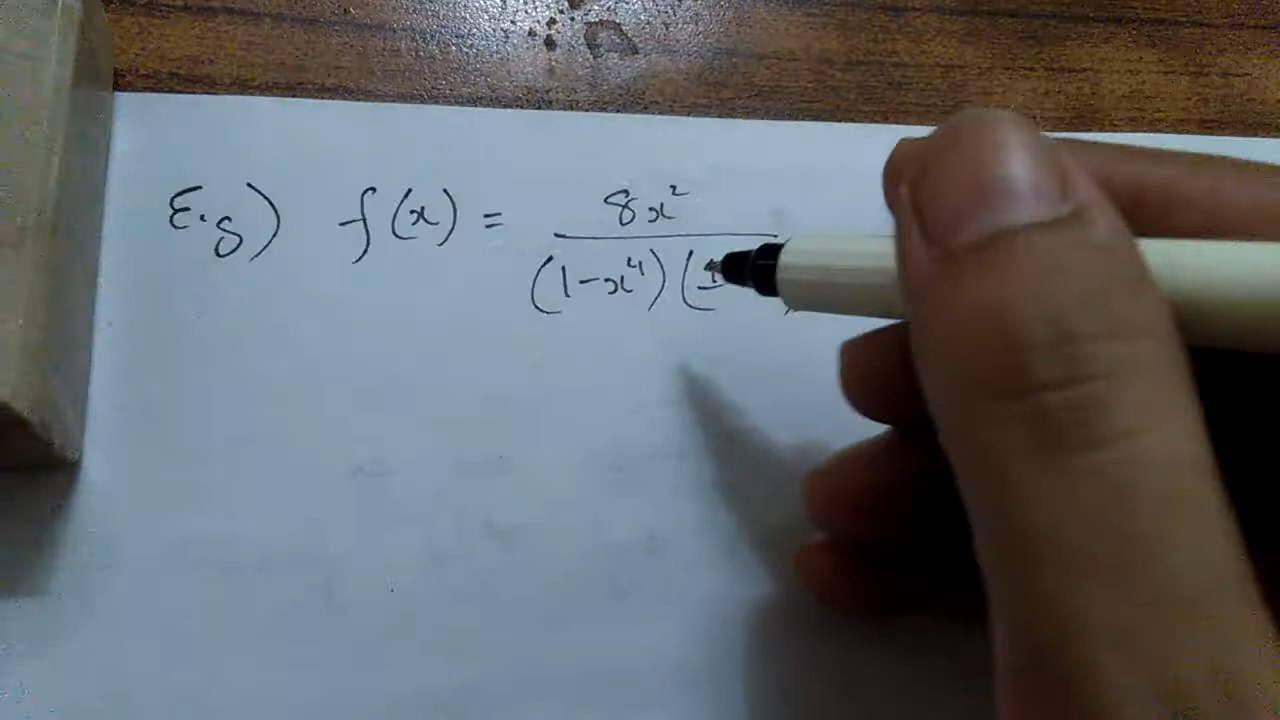 E.g) f(x) = 8x²
(1-x⁴)(